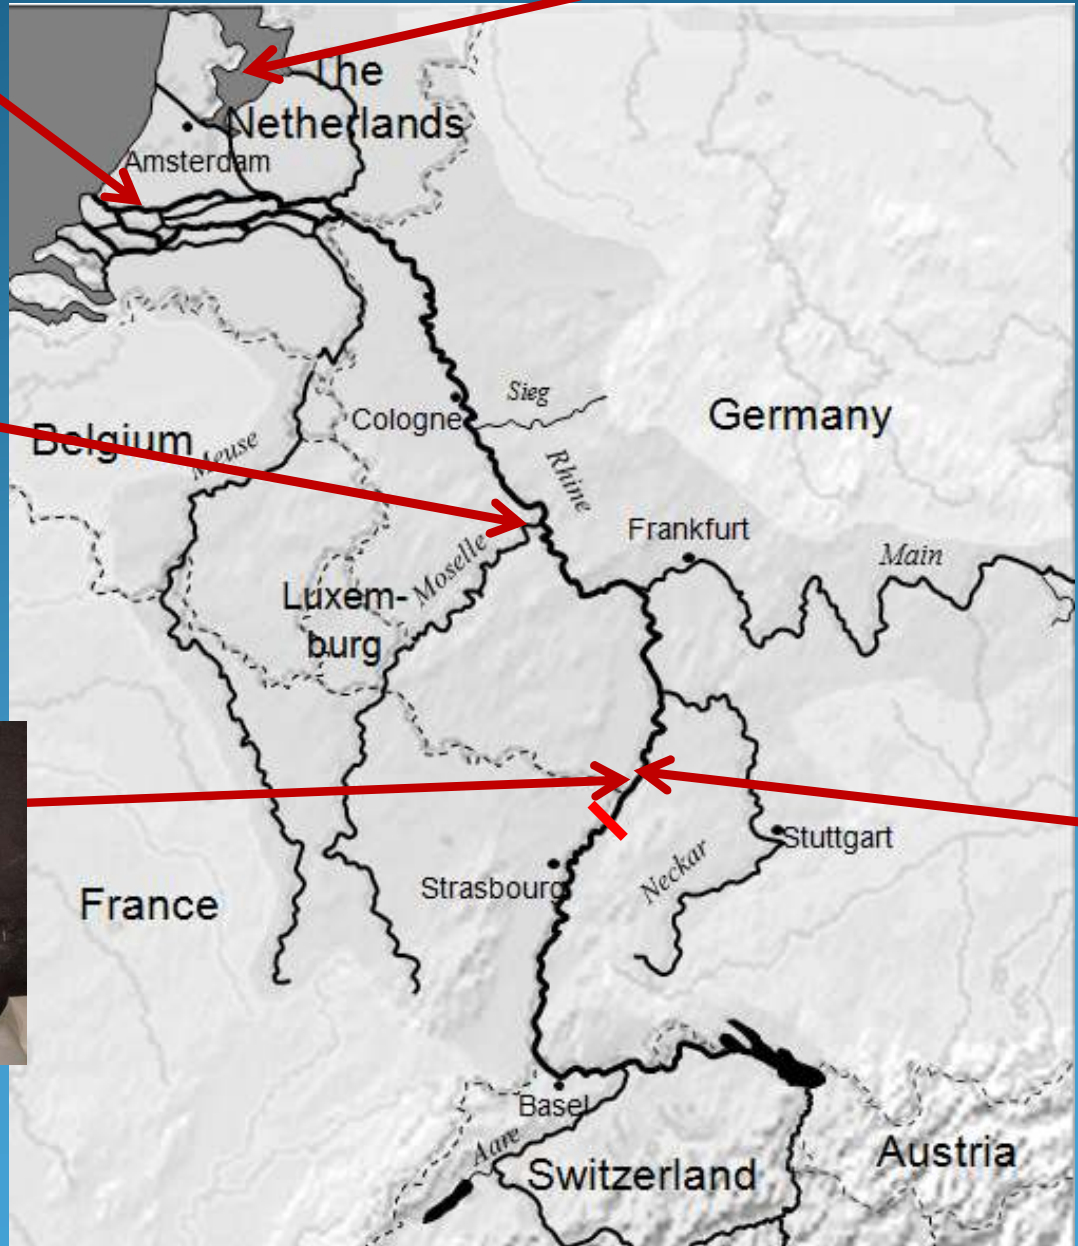 The
Netherlands
Amsterdam
Sieg
Cologne
Germany
Belgium
Meuse
Rhine
Frankfurt
Main
Moselle
Luxem-
burg
Stuttgart
Neckar
Strasbourg
France
Basel
Aare
Austria
Switzerland